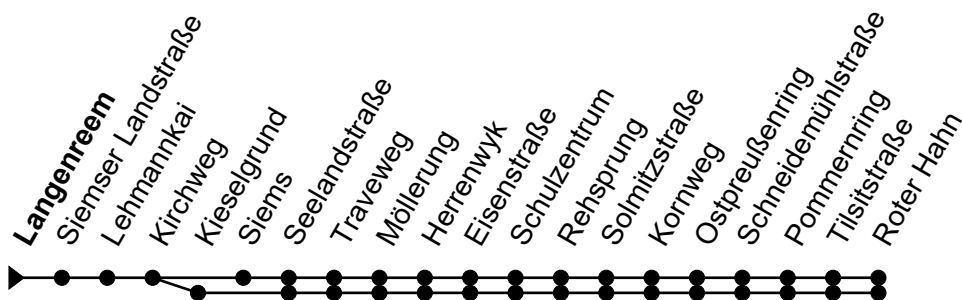 Langenreem
Siemser Landstraße
Lehmannkai
Kirchweg
Kieselgrund
Siems
Seelandstraße
Traveweg
Möllerung
Herrenwyk
Eisenstraße
Schulzentrum
Rehsprung
Solmitzstraße
Kornweg
Ostpreußenring
Schneidemühlstraße
Pommernring
Tilsitstraße
Roter Hahn